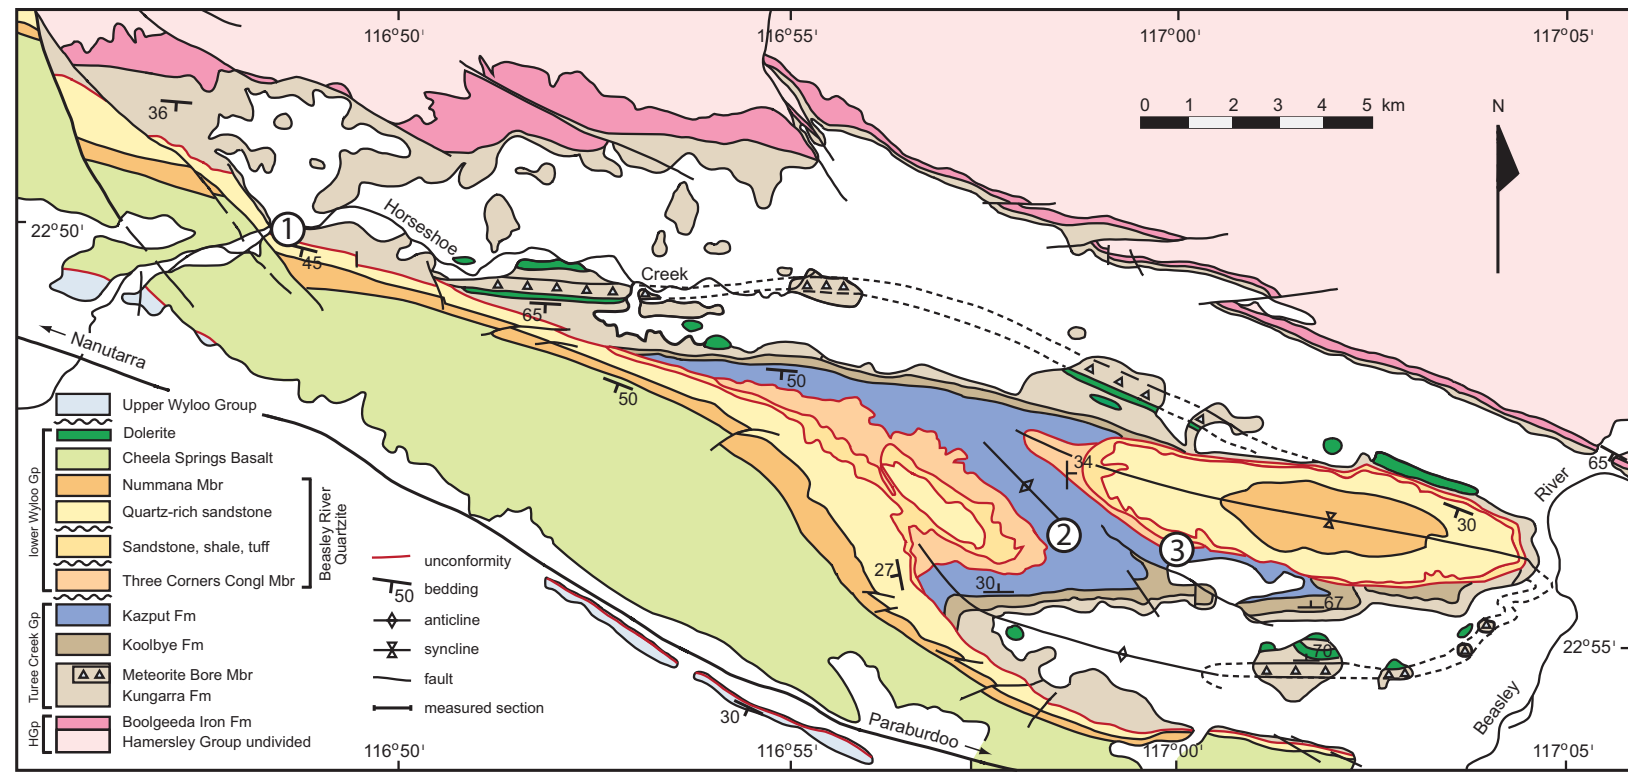 116°50'
116°55'
117°00'
117°05'
0 1 2 3 4 5 km
N
36
22°50'
1
Horseshoe
Creek
45
65
50
50
Nanutarra
34
2
3
30
65
River
27
30
67
70
22°55'
Beasley
30
Paraburdoo
116°50'
116°55'
117°00'
117°05'
Upper Wyloo Group
lower Wyloo Gp
Dolerite
Cheela Springs Basalt
Nummana Mbr
Quartz-rich sandstone
Sandstone, shale, tuff
Three Corners Congl Mbr
Beasley River
Quartzite
Turee Creek Gp
Kazput Fm
Koolbye Fm
Meteorite Bore Mbr
Kungarra Fm
HGp
Boolgeeda Iron Fm
Hamersley Group undivided
unconformity
50 bedding
anticline
syncline
fault
measured section